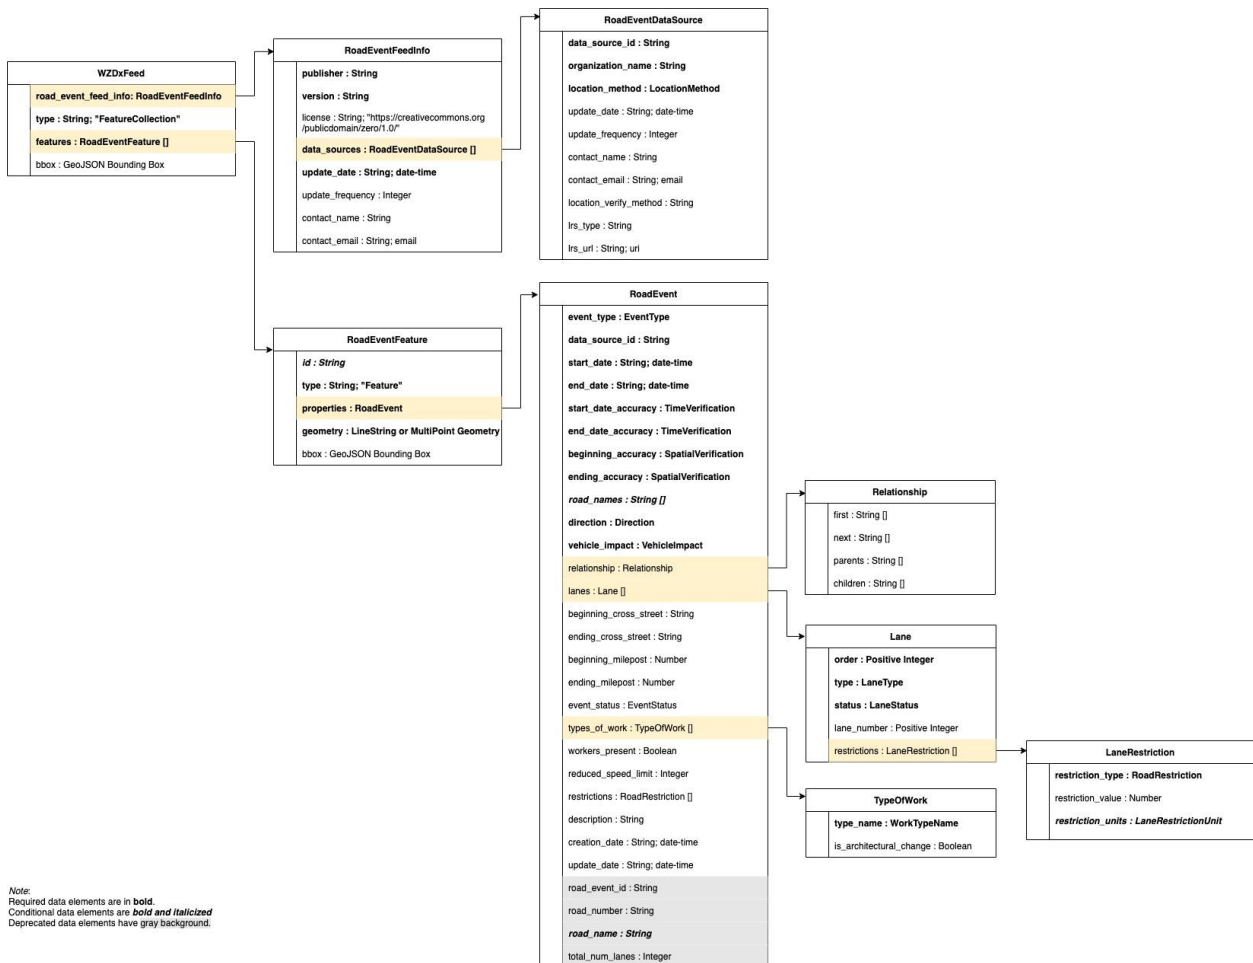 WZDxFeed
road_event_feed_info: RoadEventFeedInfo
type : String; "FeatureCollection"
features : RoadEventFeature []
bbox : GeoJSON Bounding Box
RoadEventFeedInfo
publisher : String
version : String
license : String; "https://creativecommons.org
/publicdomain/zero/1.0/"
data_sources : RoadEventDataSource []
update_date : String; date-time
update_frequency : Integer
contact_name : String
contact_email : String; email
RoadEventDataSource
data_source_id : String
organization_name : String
location_method : LocationMethod
update_date : String; date-time
update_frequency : Integer
contact_name : String
contact_email : String; email
location_verify_method : String
lrs_type : String
lrs_url : String; uri
RoadEventFeature
id : String
type : String; "Feature"
properties : RoadEvent
geometry : LineString or MultiPoint Geometry
bbox : GeoJSON Bounding Box
RoadEvent
event_type : EventType
data_source_id : String
start_date : String; date-time
end_date : String; date-time
start_date_accuracy : TimeVerification
end_date_accuracy : TimeVerification
beginning_accuracy : SpatialVerification
ending_accuracy : SpatialVerification
road_names : String []
direction : Direction
vehicle_impact : VehicleImpact
relationship : Relationship
lanes : Lane []
beginning_cross_street : String
ending_cross_street : String
beginning_milepost : Number
ending_milepost : Number
event_status : EventStatus
types_of_work : TypeOfWork []
workers_present : Boolean
reduced_speed_limit : Integer
restrictions : RoadRestriction []
description : String
creation_date : String; date-time
update_date : String; date-time
road_event_id : String
road_number : String
road_name : String
total_num_lanes : Integer
Relationship
first : String []
next : String []
parents : String []
children : String []
Lane
order : Positive Integer
type : LaneType
status : LaneStatus
lane_number : Positive Integer
restrictions : LaneRestriction []
TypeOfWork
type_name : WorkTypeName
is_architectural_change : Boolean
LaneRestriction
restriction_type : RoadRestriction
restriction_value : Number
restriction_units : LaneRestrictionUnit
Note:
Required data elements are in bold.
Conditional data elements are bold and italicized
Deprecated data elements have gray background.